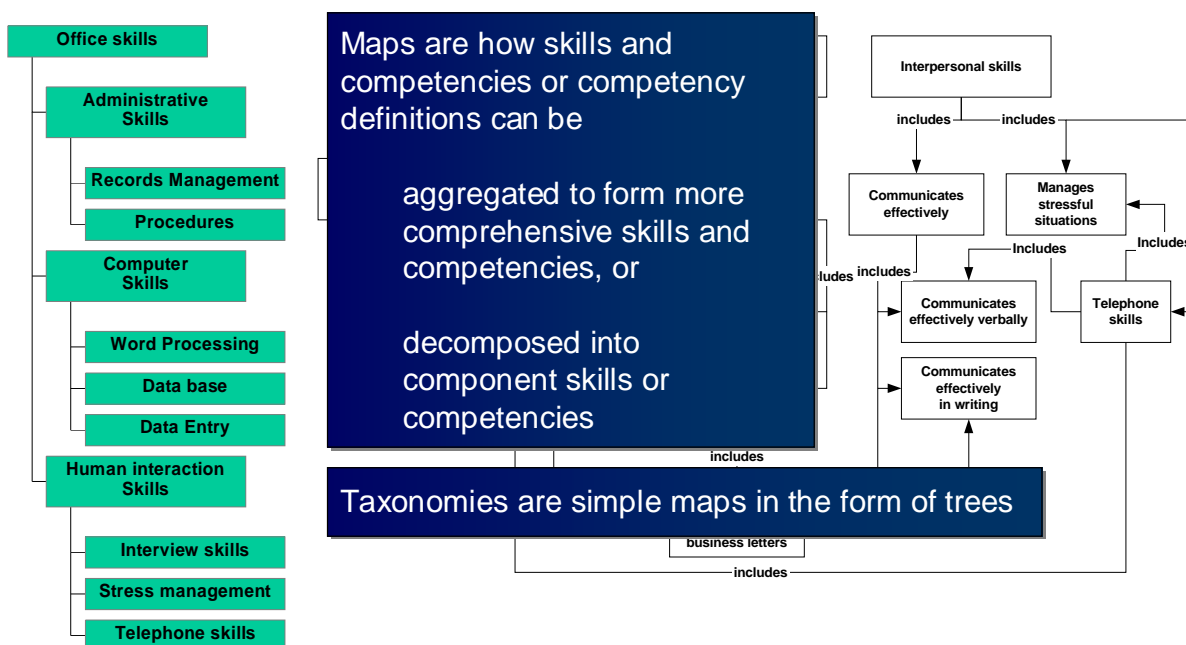 Office skills
Administrative
Skills
Records Management
Procedures
Computer
Skills
Word Processing
Data base
Data Entry
Human interaction
Skills
Interview skills
Stress management
Telephone skills
Maps are how skills and
competencies or competency
definitions can be
aggregated to form more
comprehensive skills and
competencies, or
decomposed into
component skills or
competencies
Taxonomies are simple maps in the form of trees
Interpersonal skills
includes
includes
Communicates
effectively
Manages
stressful
situations
Includes
Includes
includes
Communicates
effectively verbally
Telephone
skills
Communicates
effectively
in writing
includes
business letters
includes